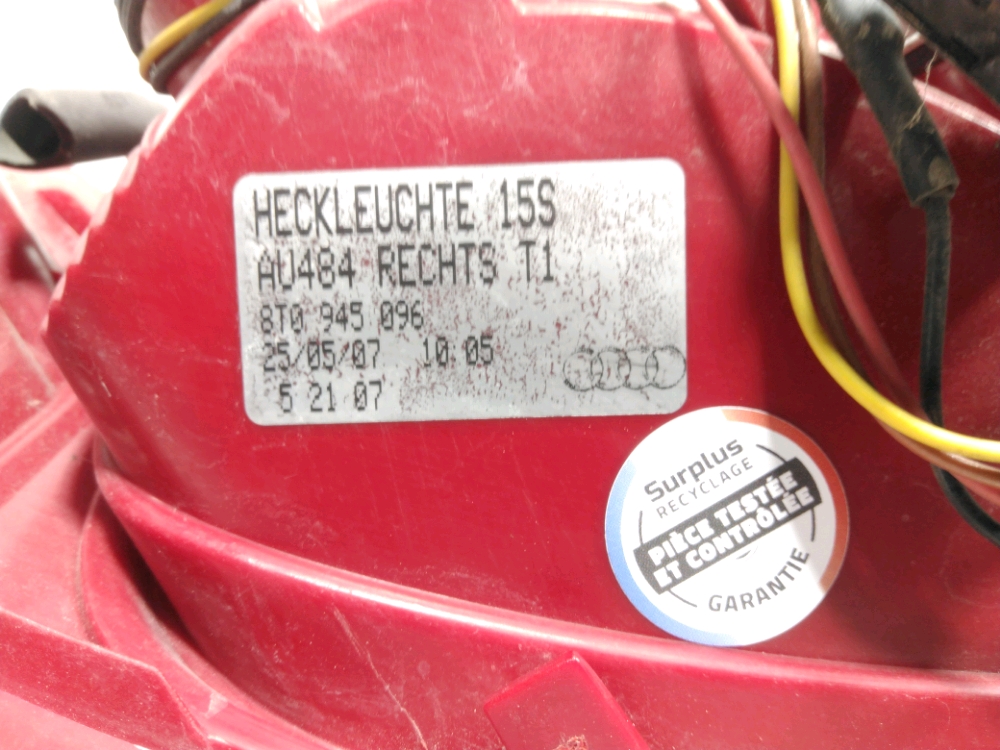 HECKLEUCHTE 15S
AU484 RECHTS T1
8T0 945 096
25/05/07 10:05
5 21 07
Surplus
RECYCLAGE
PIÈCE TESTÉE
ET CONTRÔLÉE
GARANTIE